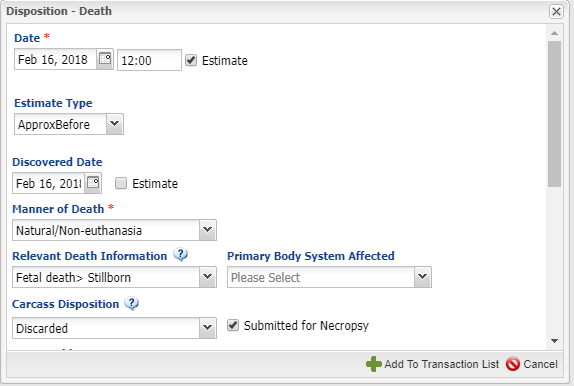 Disposition - Death
Date *
Feb 16, 2018 12:00 Estimate
Estimate Type
ApproxBefore
Discovered Date
Feb 16, 2018 Estimate
Manner of Death *
Natural/Non-euthanasia
Relevant Death Information ? Primary Body System Affected
Fetal death> Stillborn Please Select
Carcass Disposition ?
Discarded Submitted for Necropsy
Add To Transaction List Cancel